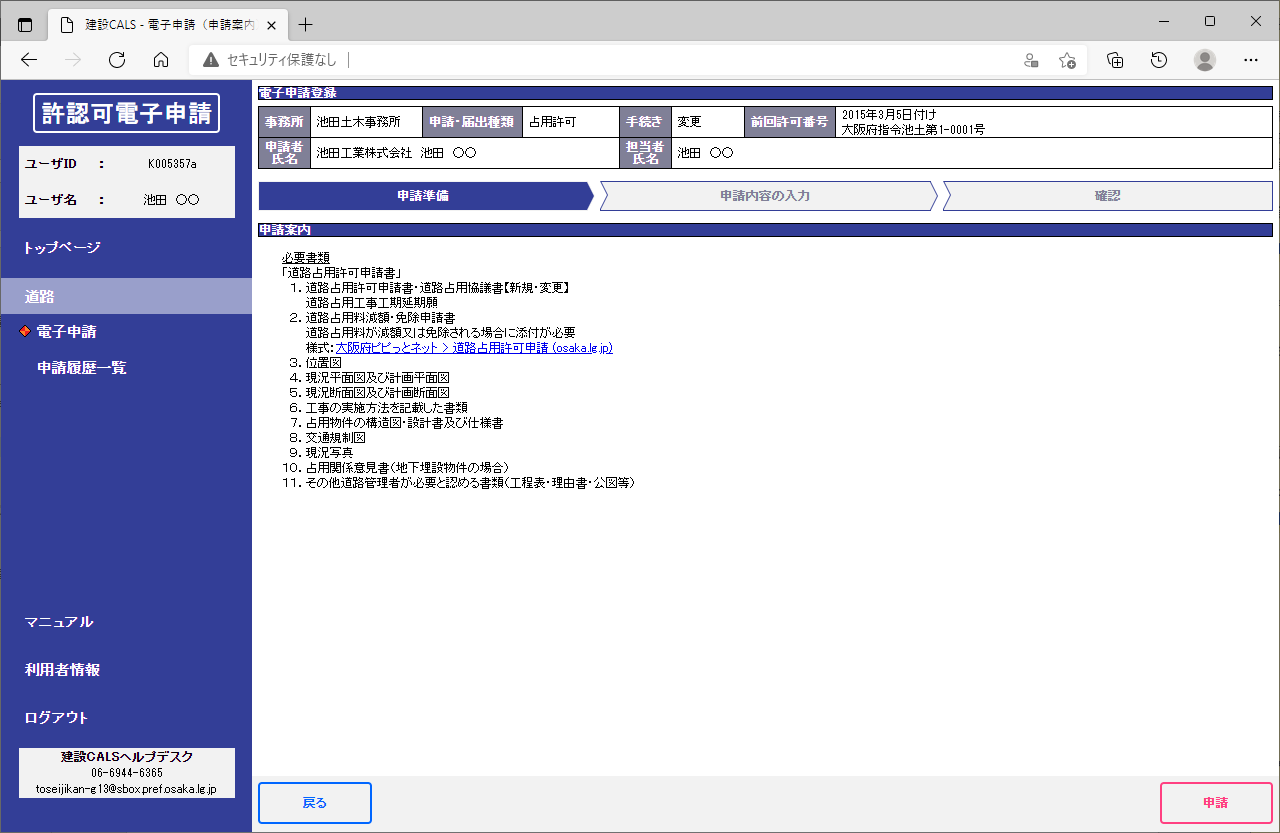 建設CALS - 電子申請（申請案内
セキュリティ保護なし
許認可電子申請
ユーザID ： K005357a
ユーザ名 ： 池田 ○○
トップページ
道路
電子申請
申請履歴一覧
マニュアル
利用者情報
ログアウト
建設CALSヘルプデスク
06-6944-6365
toseijikan-g13@sbox.pref.osaka.lg.jp
電子申請登録
事務所 池田土木事務所 申請・届出種類 占用許可 手続き 変更 前回許可番号 2015年3月5日付け
大阪府指令池土第1-0001号
申請者氏名 池田工業株式会社 池田 ○○ 担当者氏名 池田 ○○
申請準備 申請内容の入力 確認
申請案内
必要書類
「道路占用許可申請書」
1. 道路占用許可申請書・道路占用協議書【新規・変更】
道路占用工事工期延期願
2. 道路占用料減額・免除申請書
道路占用料が減額又は免除される場合に添付が必要
様式：大阪府ピピっとネット > 道路占用許可申請 (osaka.lg.jp)
3. 位置図
4. 現況平面図及び計画平面図
5. 現況断面図及び計画断面図
6. 工事の実施方法を記載した書類
7. 占用物件の構造図・設計書及び仕様書
8. 交通規制図
9. 現況写真
10. 占用関係意見書（地下埋設物件の場合）
11. その他道路管理者が必要と認める書類（工程表・理由書・公図等）
戻る
申請